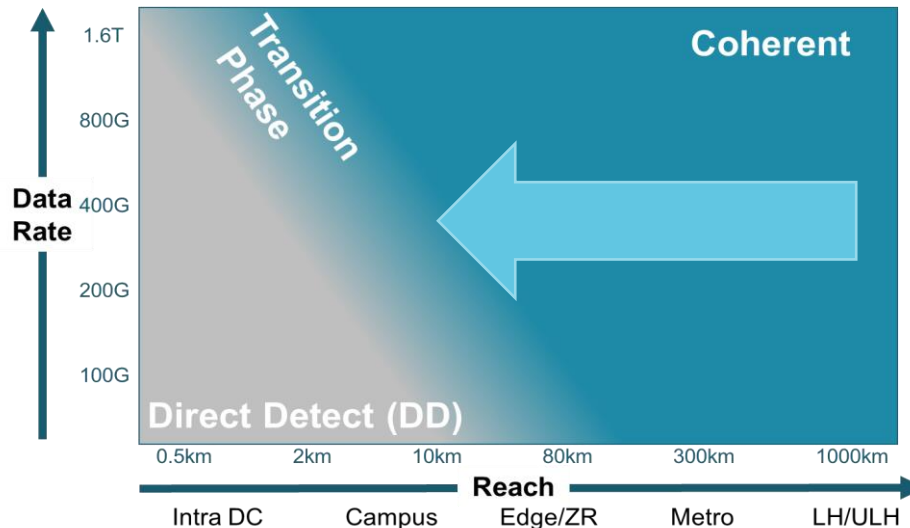 1.6T
Transition
Phase
Coherent
800G
Data
Rate
400G
200G
100G
Direct Detect (DD)
0.5km 2km 10km 80km 300km 1000km
Reach
Intra DC Campus Edge/ZR Metro LH/ULH